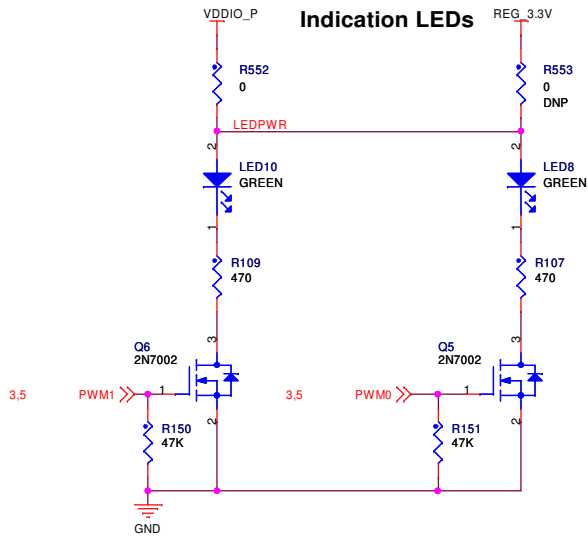 VDDIO_P
Indication LEDs
REG_3.3V
R552
0
R553
0
DNP
LEDPWR
2
2
LED10
GREEN
LED8
GREEN
1
1
R109
470
R107
470
3
3
Q6
2N7002
Q5
2N7002
3,5
PWM1
1
3,5
PWM0
1
2
2
R150
47K
R151
47K
GND